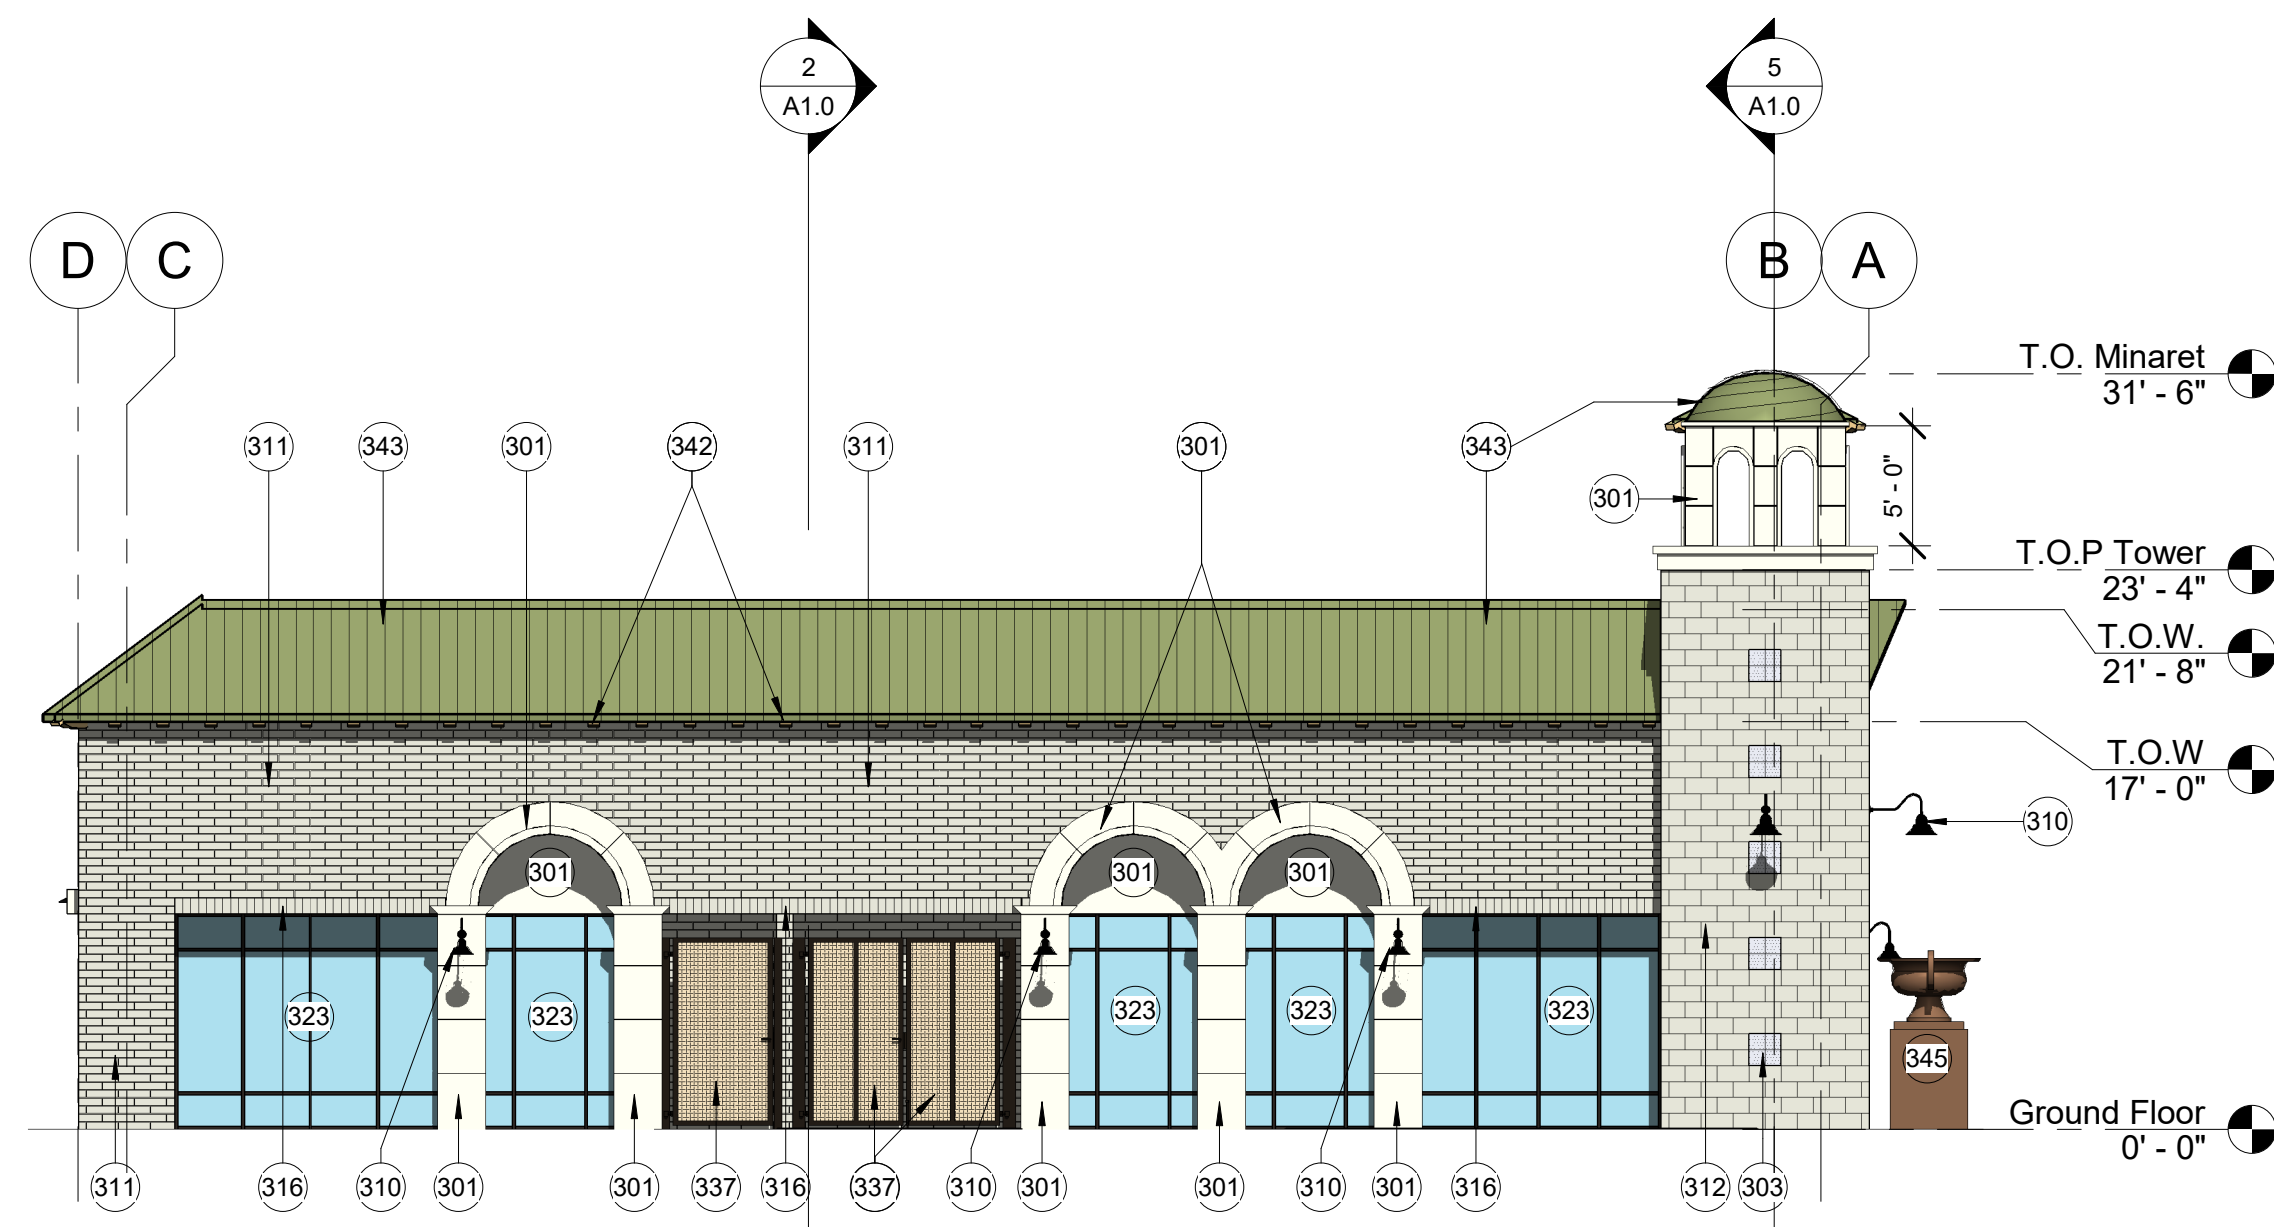 2
A1.0
5
A1.0
D
C
B
A
T.O. Minaret
31' - 6"
311
343
301
342
311
301
343
301
5' - 0"
T.O.P Tower
23' - 4"
T.O.W.
21' - 8"
T.O.W
17' - 0"
310
301
301
301
323
323
323
323
323
345
Ground Floor
0' - 0"
311
316
310
301
301
337
316
337
310
301
301
310
301
316
312
303